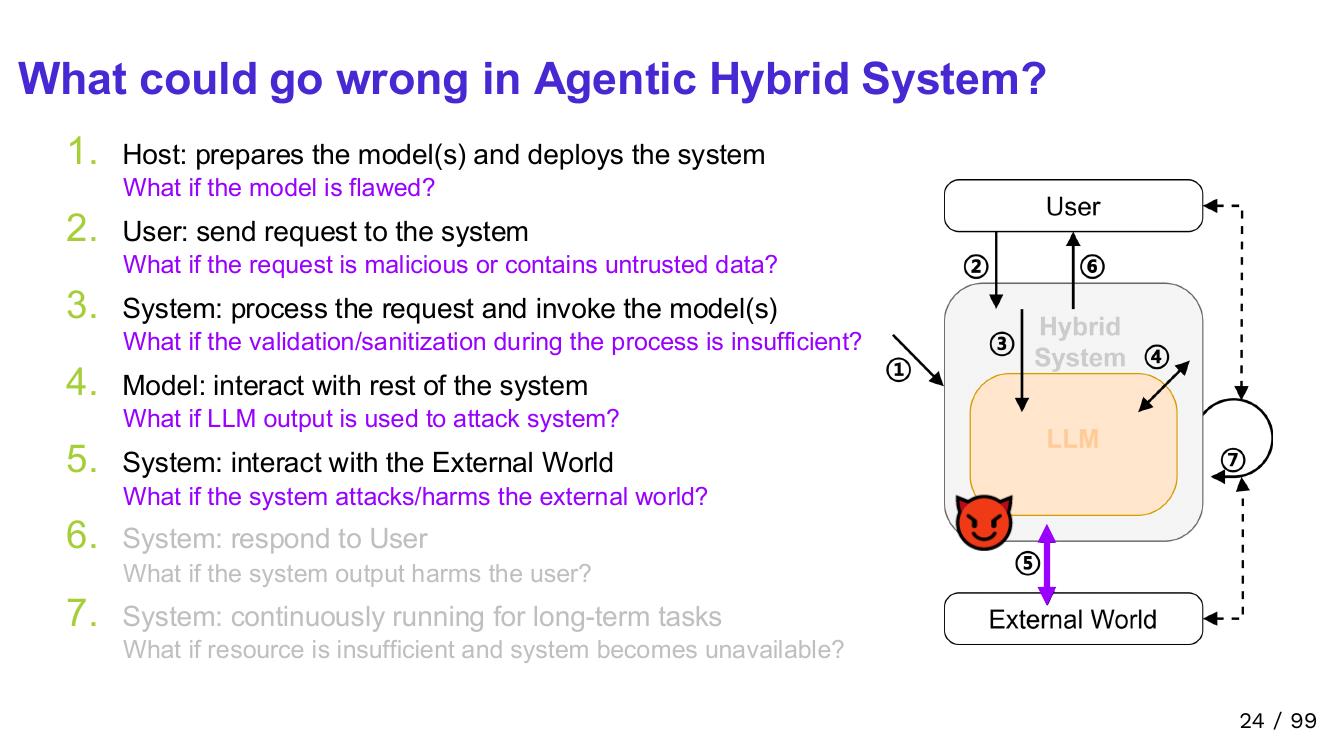 What could go wrong in Agentic Hybrid System?
1. Host: prepares the model(s) and deploys the system
What if the model is flawed?
2. User: send request to the system
What if the request is malicious or contains untrusted data?
3. System: process the request and invoke the model(s)
What if the validation/sanitization during the process is insufficient?
4. Model: interact with rest of the system
What if LLM output is used to attack system?
5. System: interact with the External World
What if the system attacks/harms the external world?
6. System: respond to User
What if the system output harms the user?
7. System: continuously running for long-term tasks
What if resource is insufficient and system becomes unavailable?
User
② ⑥
Hybrid
System
③
④
①
LLM
⑦
⑤
External World
24 / 99